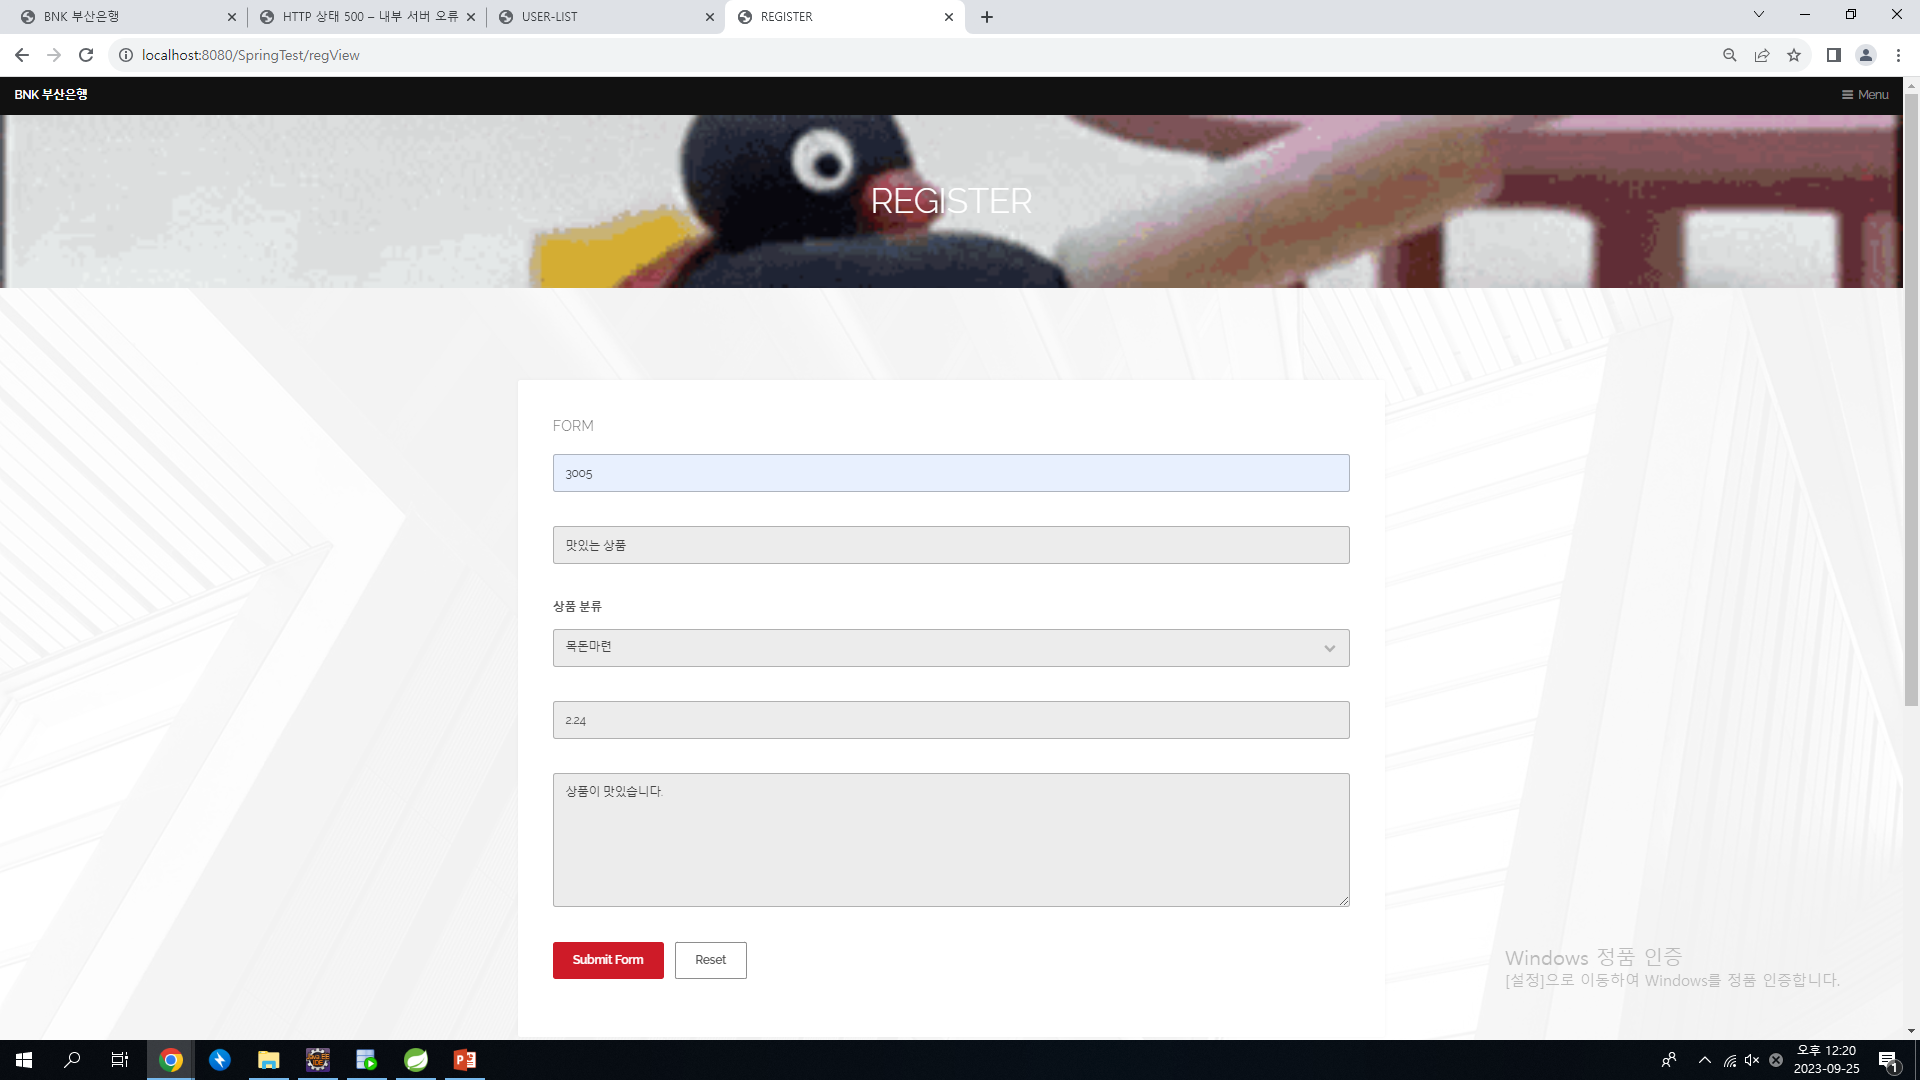 BNK 부산은행
HTTP 상태 500 – 내부 서버 오류
USER-LIST
REGISTER
localhost:8080/SpringTest/regView
BNK 부산은행
Menu
REGISTER
FORM
3005
맛있는 상품
상품 분류
목돈마련
2.24
상품이 맛있습니다.
Submit Form
Reset
Windows 정품 인증
[설정]으로 이동하여 Windows를 정품 인증합니다.
오후 12:20
2023-09-25
1